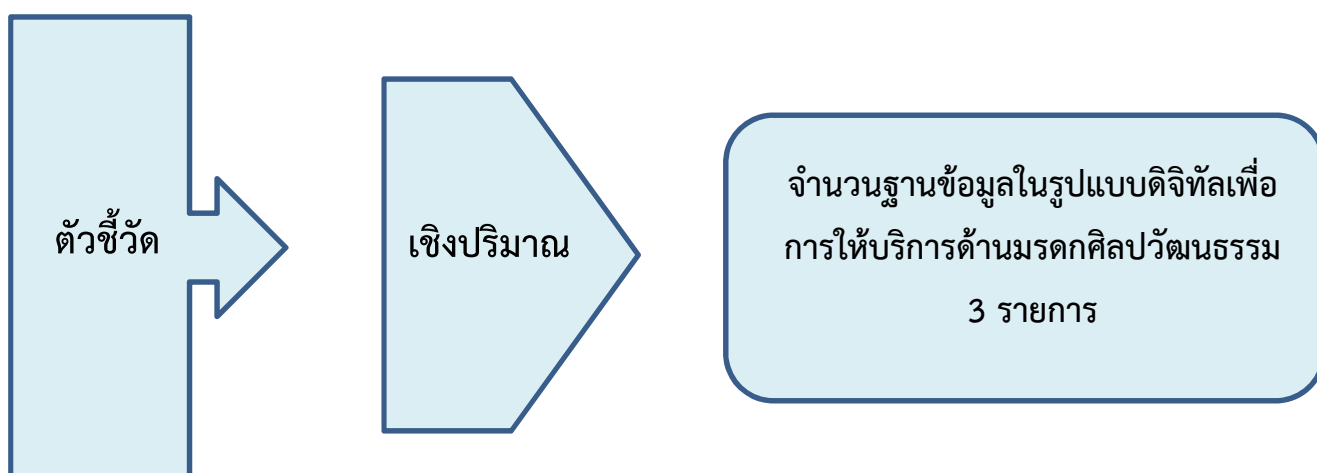 ตัวชี้วัด
เชิงปริมาณ
จำนวนฐานข้อมูลในรูปแบบดิจิทัลเพื่อ
การให้บริการด้านมรดกศิลปวัฒนธรรม
3 รายการ